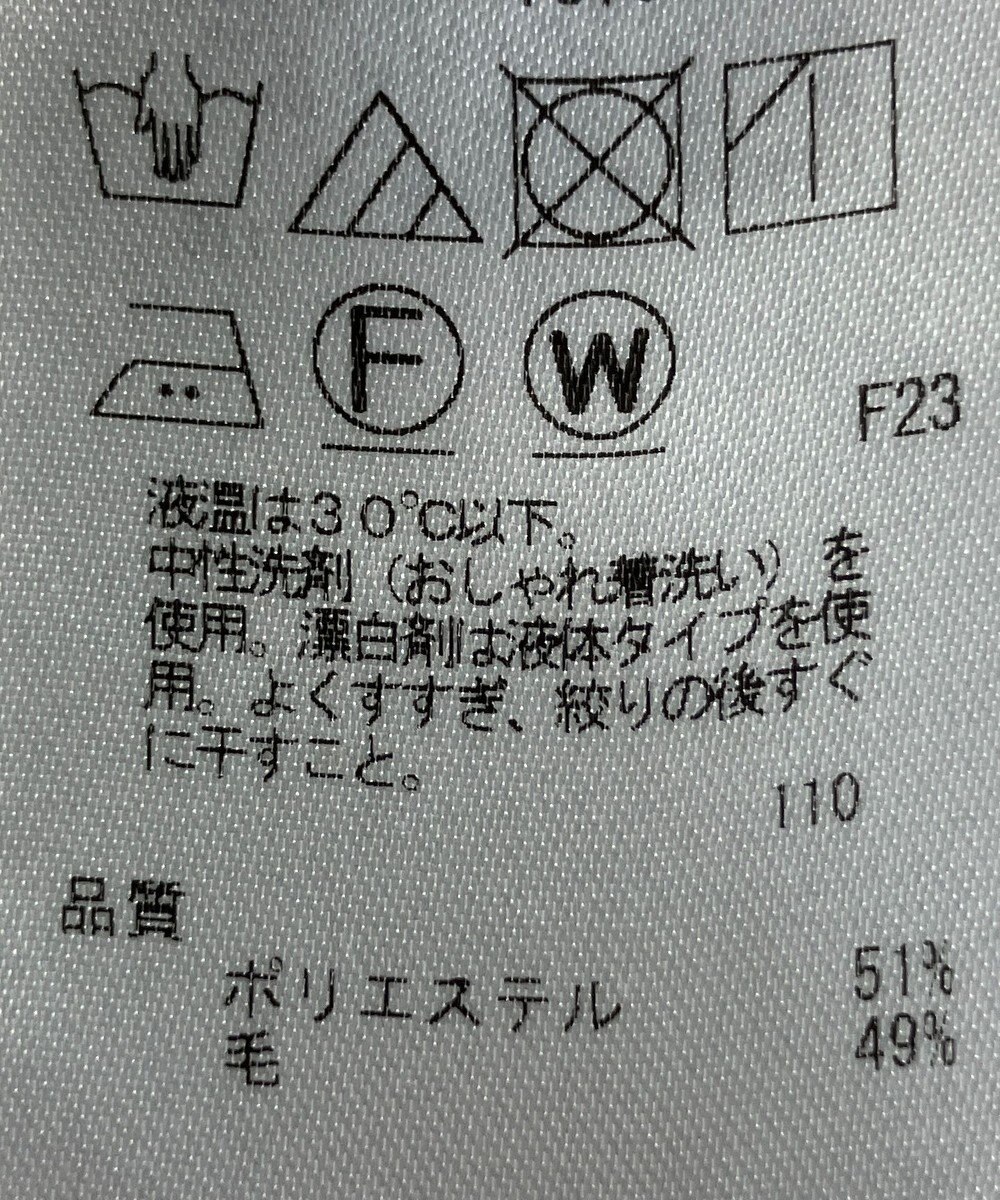 F
W
F23
液温は30℃以下。
中性洗剤（おしゃれ着洗い）を
使用。漂白剤は液体タイプを使
用。よくすすぎ、絞りの後すぐ
に干すこと。
110
品質
ポリエステル 51%
毛 49%